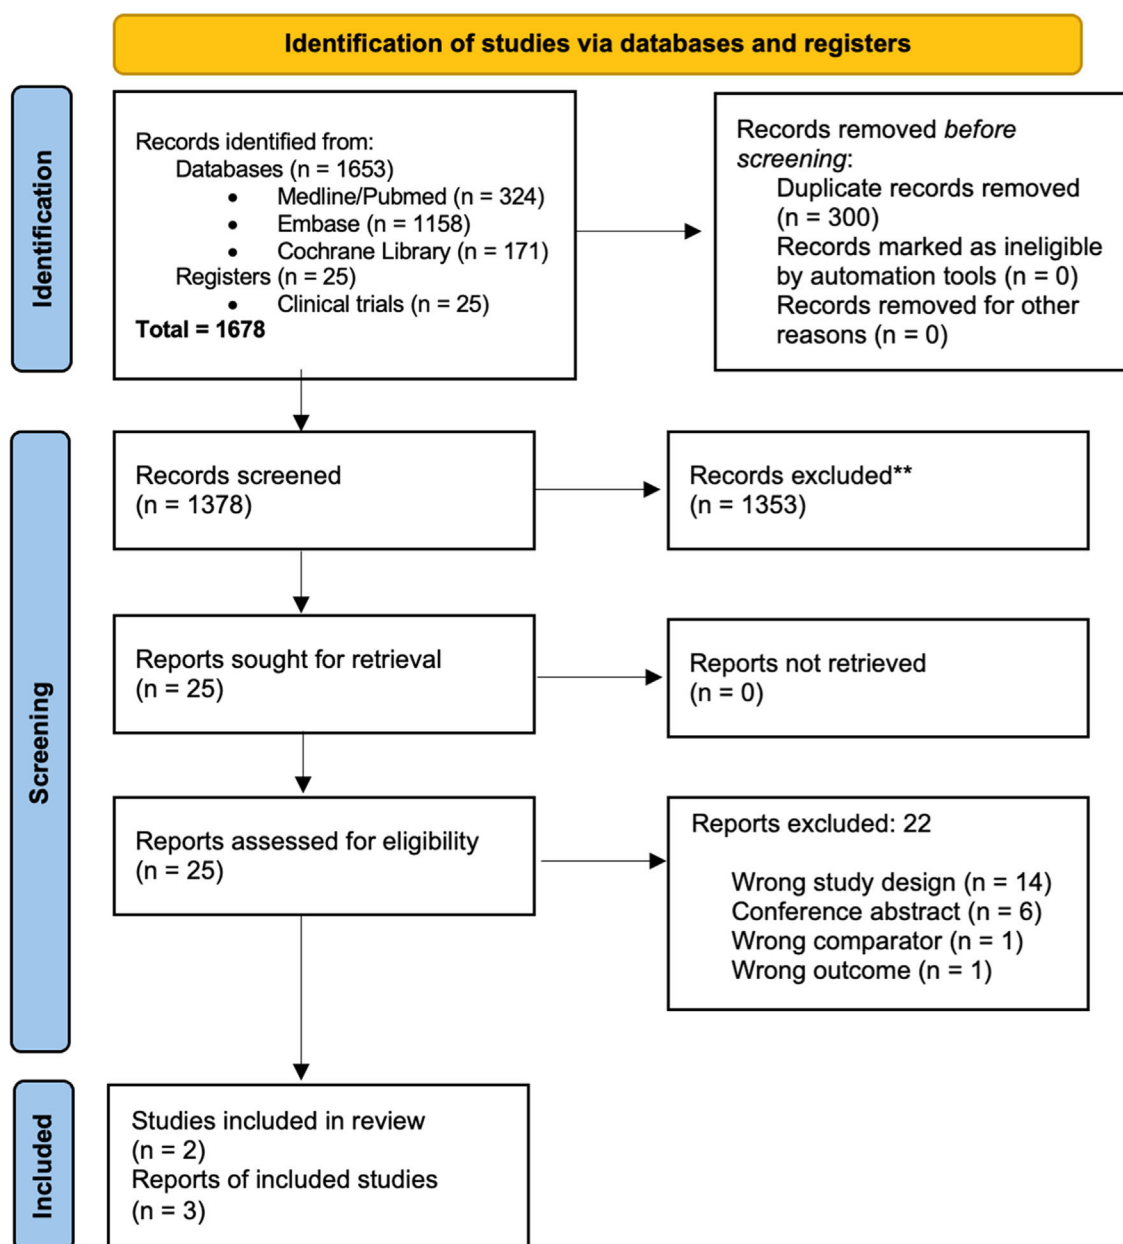 Identification of studies via databases and registers
Identification
Records identified from:
Databases (n = 1653)
• Medline/Pubmed (n = 324)
• Embase (n = 1158)
• Cochrane Library (n = 171)
Registers (n = 25)
• Clinical trials (n = 25)
Total = 1678
Records removed before
screening:
Duplicate records removed
(n = 300)
Records marked as ineligible
by automation tools (n = 0)
Records removed for other
reasons (n = 0)
Screening
Records screened
(n = 1378)
Records excluded**
(n = 1353)
Reports sought for retrieval
(n = 25)
Reports not retrieved
(n = 0)
Reports assessed for eligibility
(n = 25)
Reports excluded: 22
Wrong study design (n = 14)
Conference abstract (n = 6)
Wrong comparator (n = 1)
Wrong outcome (n = 1)
Included
Studies included in review
(n = 2)
Reports of included studies
(n = 3)